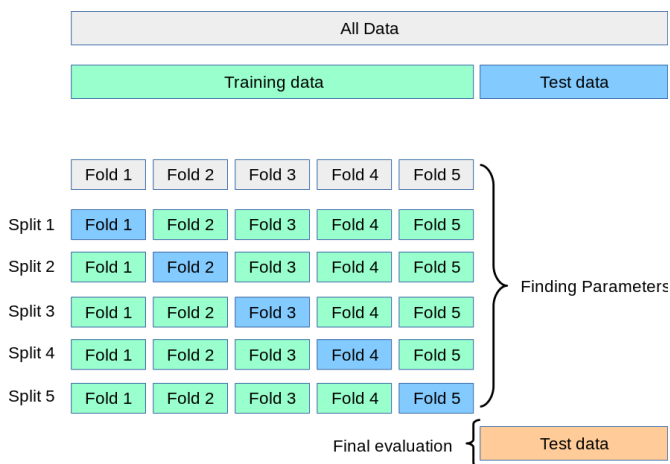 All Data
Training data Test data
Fold 1 Fold 2 Fold 3 Fold 4 Fold 5
Split 1 Fold 1 Fold 2 Fold 3 Fold 4 Fold 5
Split 2 Fold 1 Fold 2 Fold 3 Fold 4 Fold 5
Finding Parameters
Split 3 Fold 1 Fold 2 Fold 3 Fold 4 Fold 5
Split 4 Fold 1 Fold 2 Fold 3 Fold 4 Fold 5
Split 5 Fold 1 Fold 2 Fold 3 Fold 4 Fold 5
Final evaluation Test data